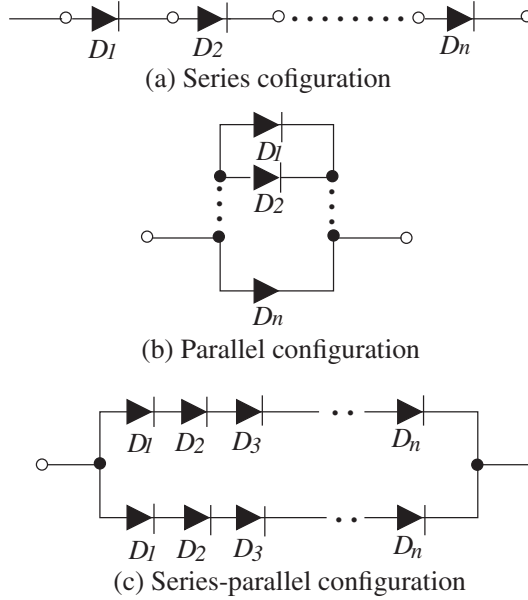 D1 D2 Dn
(a) Series cofiguration
D1
D2
Dn
(b) Parallel configuration
D1 D2 D3 Dn
D1 D2 D3 Dn
(c) Series-parallel configuration